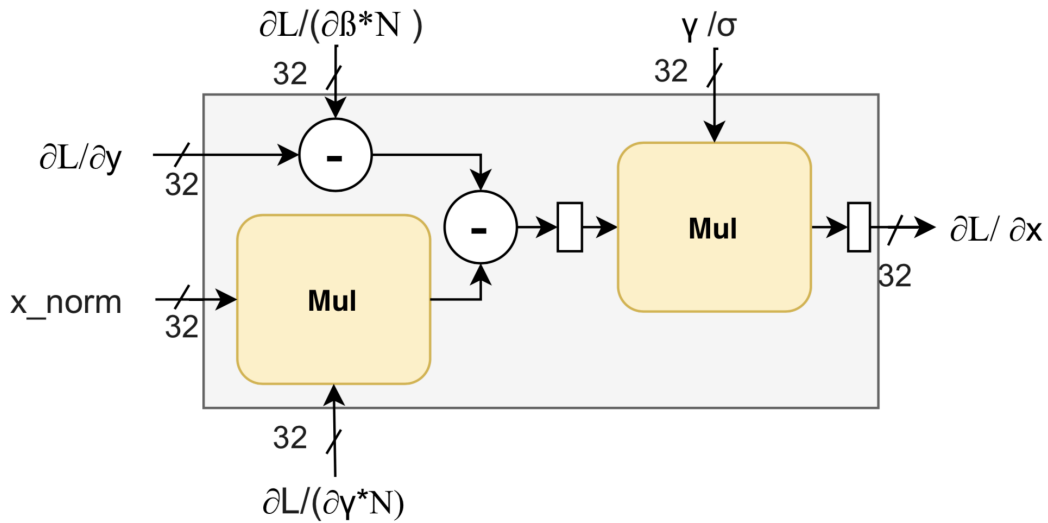 ∂L/(∂ß*N )
γ /σ
32
32
∂L/∂y
-
32
-
Mul
∂L/ ∂x
32
x_norm
Mul
32
32
∂L/(∂γ*N)